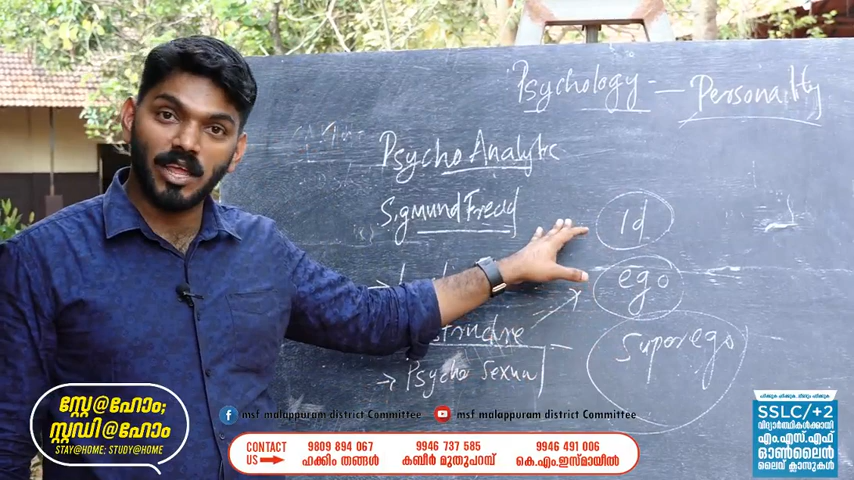 Psychology — Personality
Psycho Analytic
Sigmund Freud
Id
ego
Superego
→ Psycho Sexual
സ്റ്റേ@ഹോം;
സ്റ്റഡി@ഹോം
STAY@HOME; STUDY@HOME
msf malappuram district Committee
msf malappuram district Committee
CONTACT US
9809 894 067
ഹക്കിം തങ്ങൾ
9946 737 585
കബീർ മുതുപറമ്പ്
9946 491 006
കെ.എം.ഇസ്മായീൽ
SSLC/+2
വിദ്യാർത്ഥികൾക്കായി
എം.എസ്.എഫ്
ഓൺലൈൻ
ലൈവ് ക്ലാസുകൾ